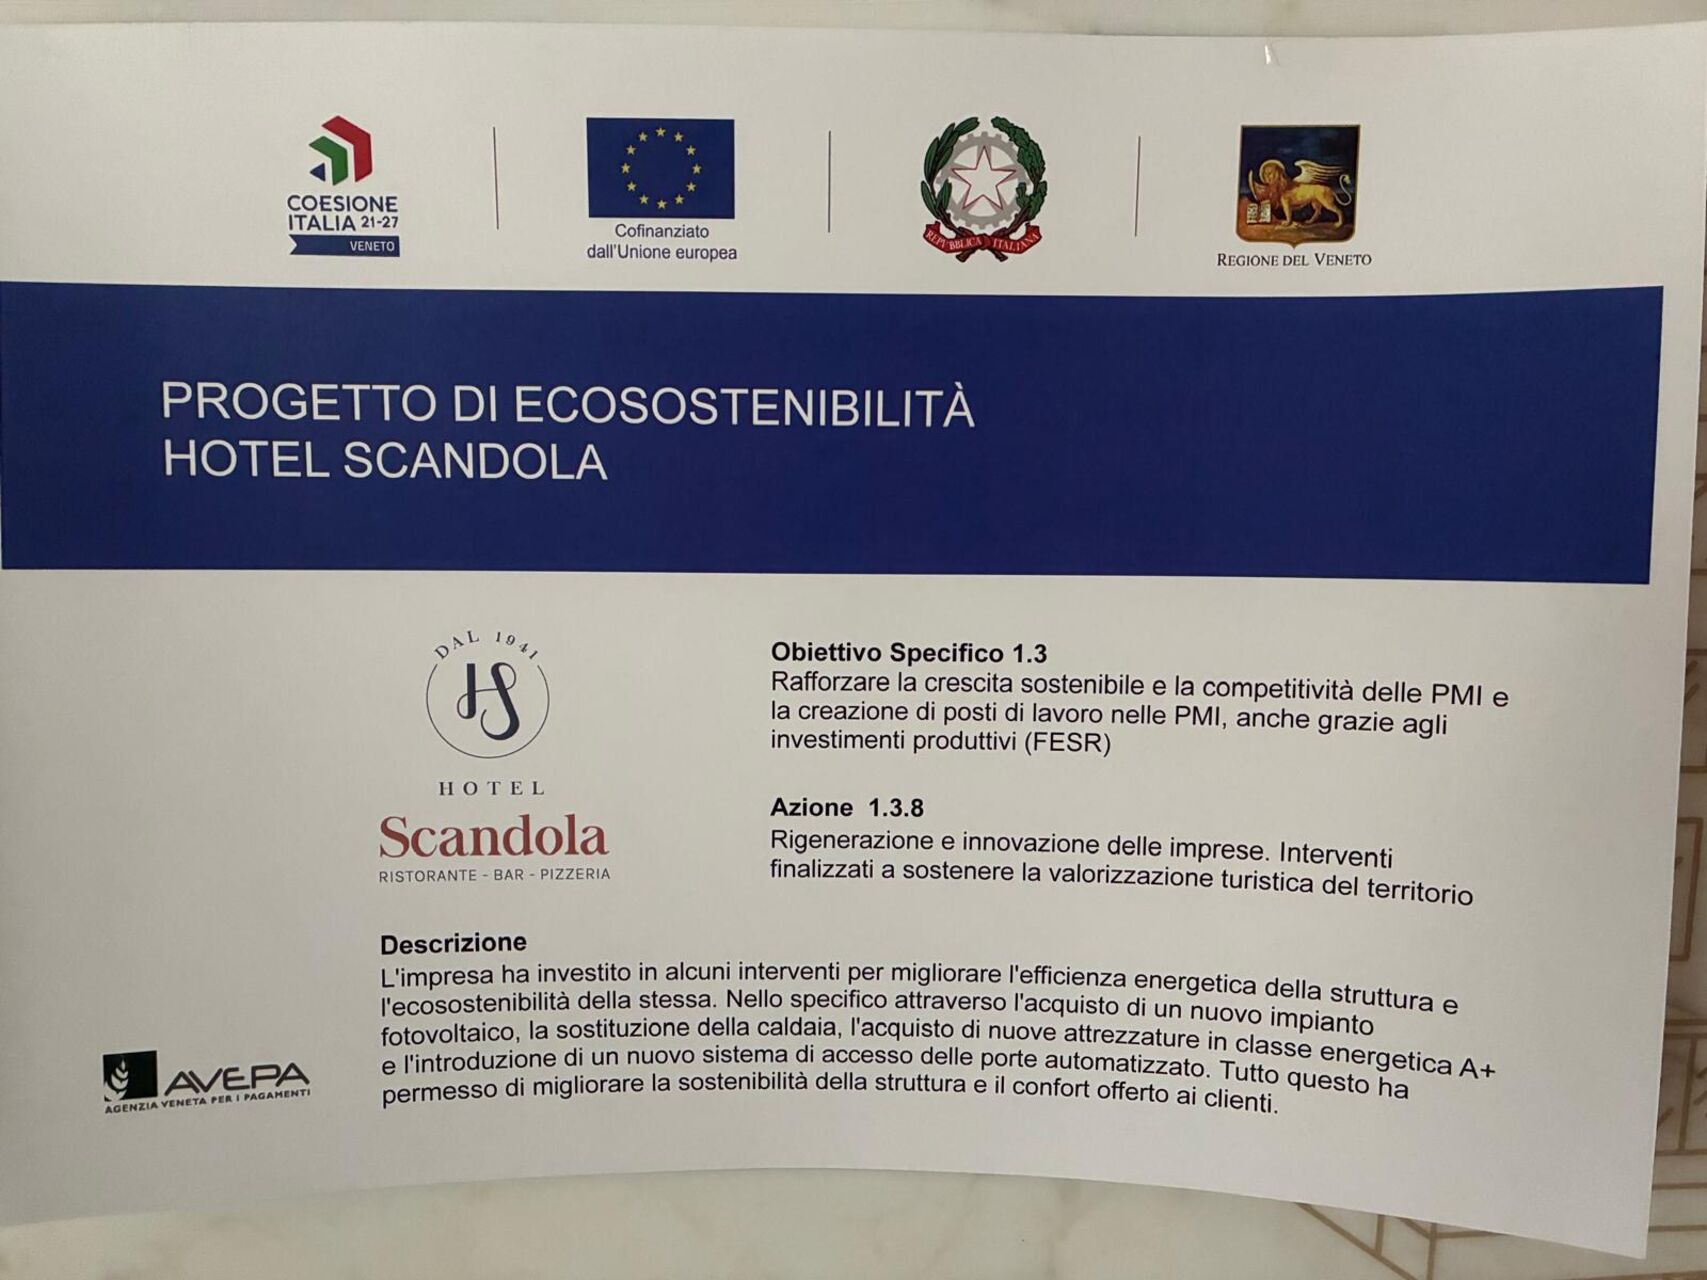 COESIONE
ITALIA 21-27
VENETO
Cofinanziato
dall'Unione europea
REPVBBLICA ITALIANA
REGIONE DEL VENETO
PROGETTO DI ECOSOSTENIBILITÀ
HOTEL SCANDOLA
DAL 1941
HS
HOTEL
Scandola
RISTORANTE - BAR - PIZZERIA
Obiettivo Specifico 1.3
Rafforzare la crescita sostenibile e la competitività delle PMI e
la creazione di posti di lavoro nelle PMI, anche grazie agli
investimenti produttivi (FESR)
Azione 1.3.8
Rigenerazione e innovazione delle imprese. Interventi
finalizzati a sostenere la valorizzazione turistica del territorio
Descrizione
L'impresa ha investito in alcuni interventi per migliorare l'efficienza energetica della struttura e
l'ecosostenibilità della stessa. Nello specifico attraverso l'acquisto di un nuovo impianto
fotovoltaico, la sostituzione della caldaia, l'acquisto di nuove attrezzature in classe energetica A+
e l'introduzione di un nuovo sistema di accesso delle porte automatizzato. Tutto questo ha
permesso di migliorare la sostenibilità della struttura e il confort offerto ai clienti.
AVEPA
AGENZIA VENETA PER I PAGAMENTI